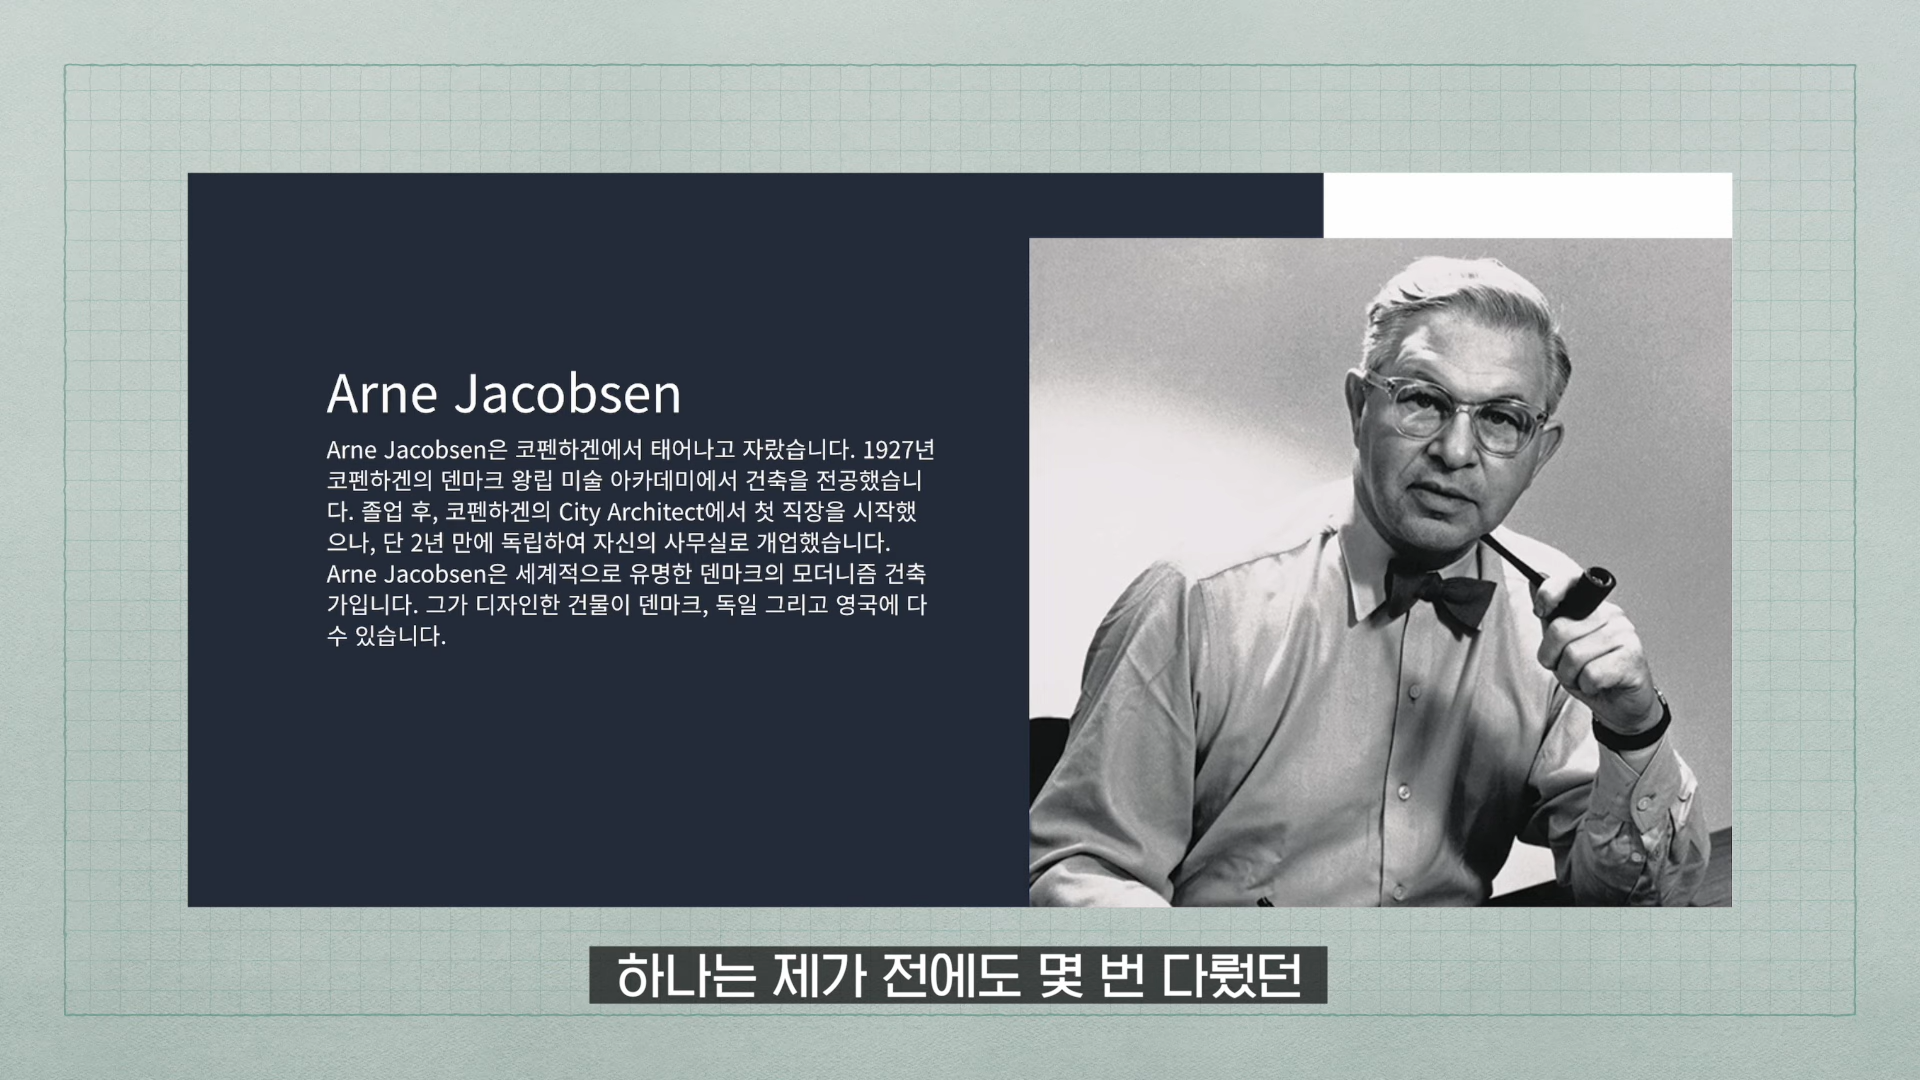 Arne Jacobsen
Arne Jacobsen은 코펜하겐에서 태어나고 자랐습니다. 1927년
코펜하겐의 덴마크 왕립 미술 아카데미에서 건축을 전공했습니
다. 졸업 후, 코펜하겐의 City Architect에서 첫 직장을 시작했
으나, 단 2년 만에 독립하여 자신의 사무실로 개업했습니다.
Arne Jacobsen은 세계적으로 유명한 덴마크의 모더니즘 건축
가입니다. 그가 디자인한 건물이 덴마크, 독일 그리고 영국에 다
수 있습니다.
하나는 제가 전에도 몇 번 다뤘던